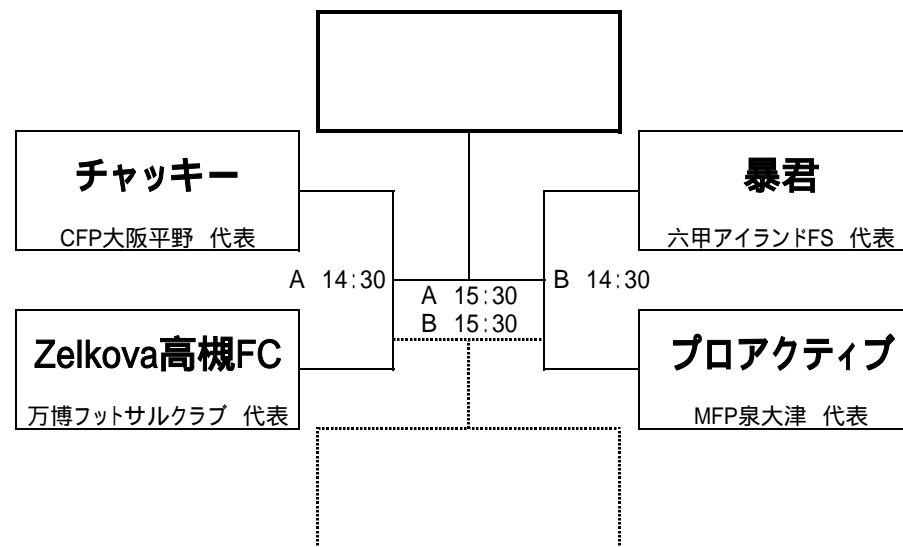 チャッキー
CFP大阪平野 代表
暴君
六甲アイランドFS 代表
A 14:30
A 15:30
B 15:30
B 14:30
Zelkova高槻FC
万博フットサルクラブ 代表
プロアクティブ
MFP泉大津 代表